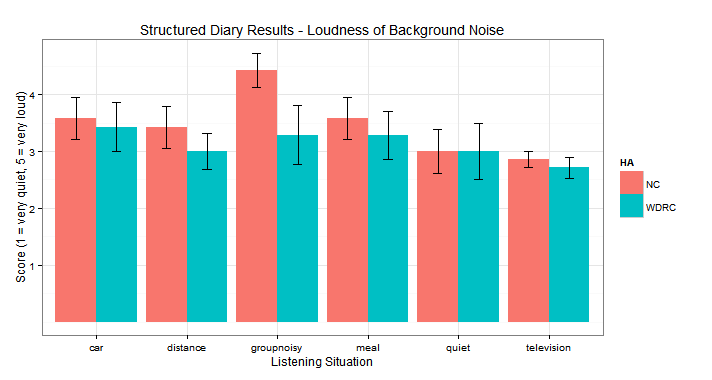 Structured Diary Results - Loudness of Background Noise
Score (1 = very quiet, 5 = very loud)
4
3
2
1
car distance groupnoisy meal quiet television
Listening Situation
HA
NC
WDRC